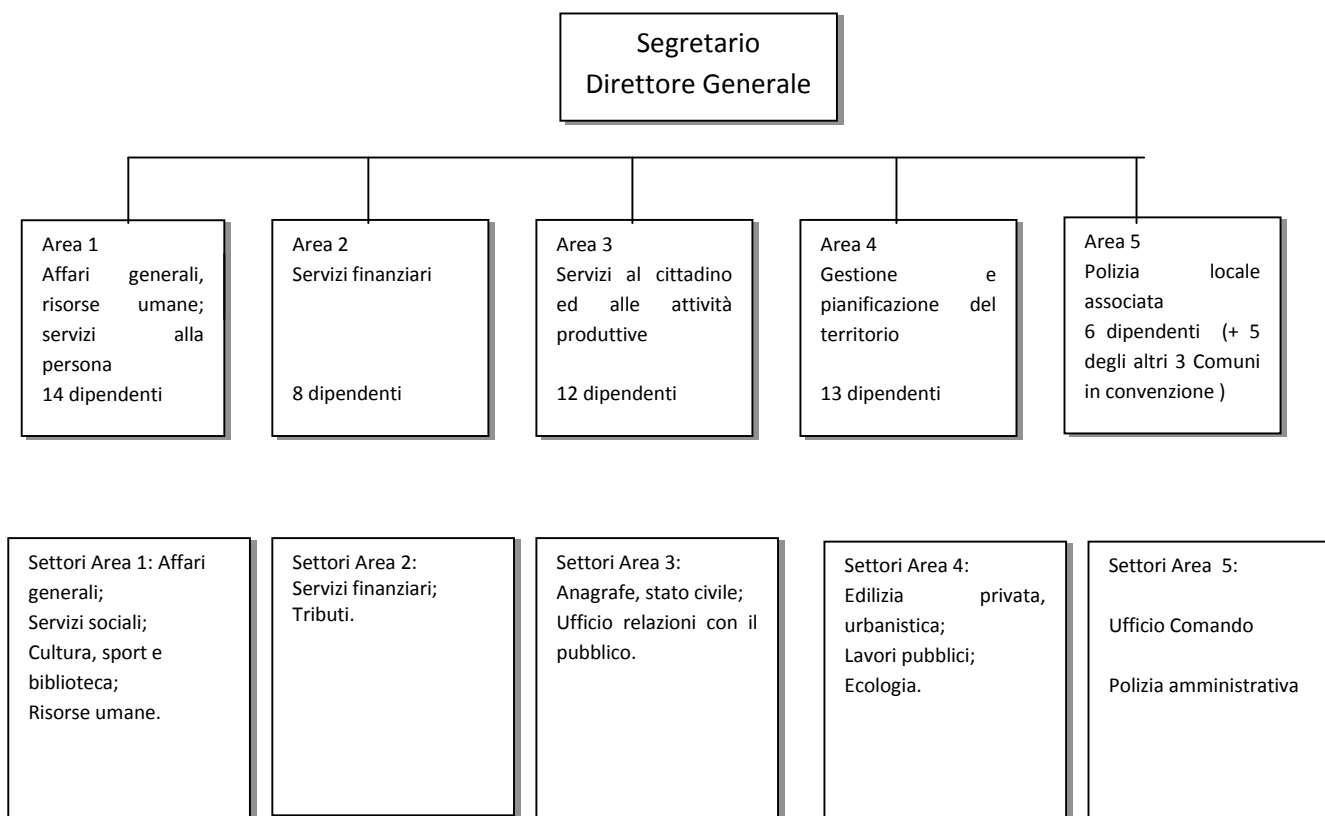 Segretario
Direttore Generale
Area 1
Affari generali,
risorse umane;
servizi alla
persona
14 dipendenti
Area 2
Servizi finanziari
8 dipendenti
Area 3
Servizi al cittadino
ed alle attività
produttive
12 dipendenti
Area 4
Gestione e
pianificazione del
territorio
13 dipendenti
Area 5
Polizia locale
associata
6 dipendenti (+ 5
degli altri 3 Comuni
in convenzione )
Settori Area 1: Affari
generali;
Servizi sociali;
Cultura, sport e
biblioteca;
Risorse umane.
Settori Area 2:
Servizi finanziari;
Tributi.
Settori Area 3:
Anagrafe, stato civile;
Ufficio relazioni con il
pubblico.
Settori Area 4:
Edilizia privata,
urbanistica;
Lavori pubblici;
Ecologia.
Settori Area 5:
Ufficio Comando
Polizia amministrativa